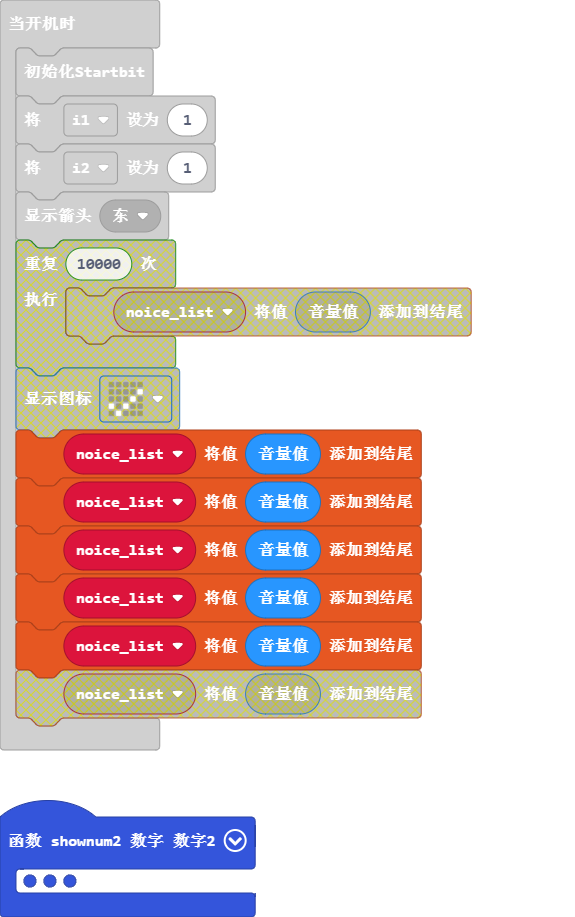 当开机时
初始化Startbit
将 i1 设为 1
将 i2 设为 1
显示箭头 东
重复 10000 次
执行 noice_list 将值 音量值 添加到结尾
显示图标
noice_list 将值 音量值 添加到结尾
noice_list 将值 音量值 添加到结尾
noice_list 将值 音量值 添加到结尾
noice_list 将值 音量值 添加到结尾
noice_list 将值 音量值 添加到结尾
noice_list 将值 音量值 添加到结尾
函数 shownum2 数字 数字2